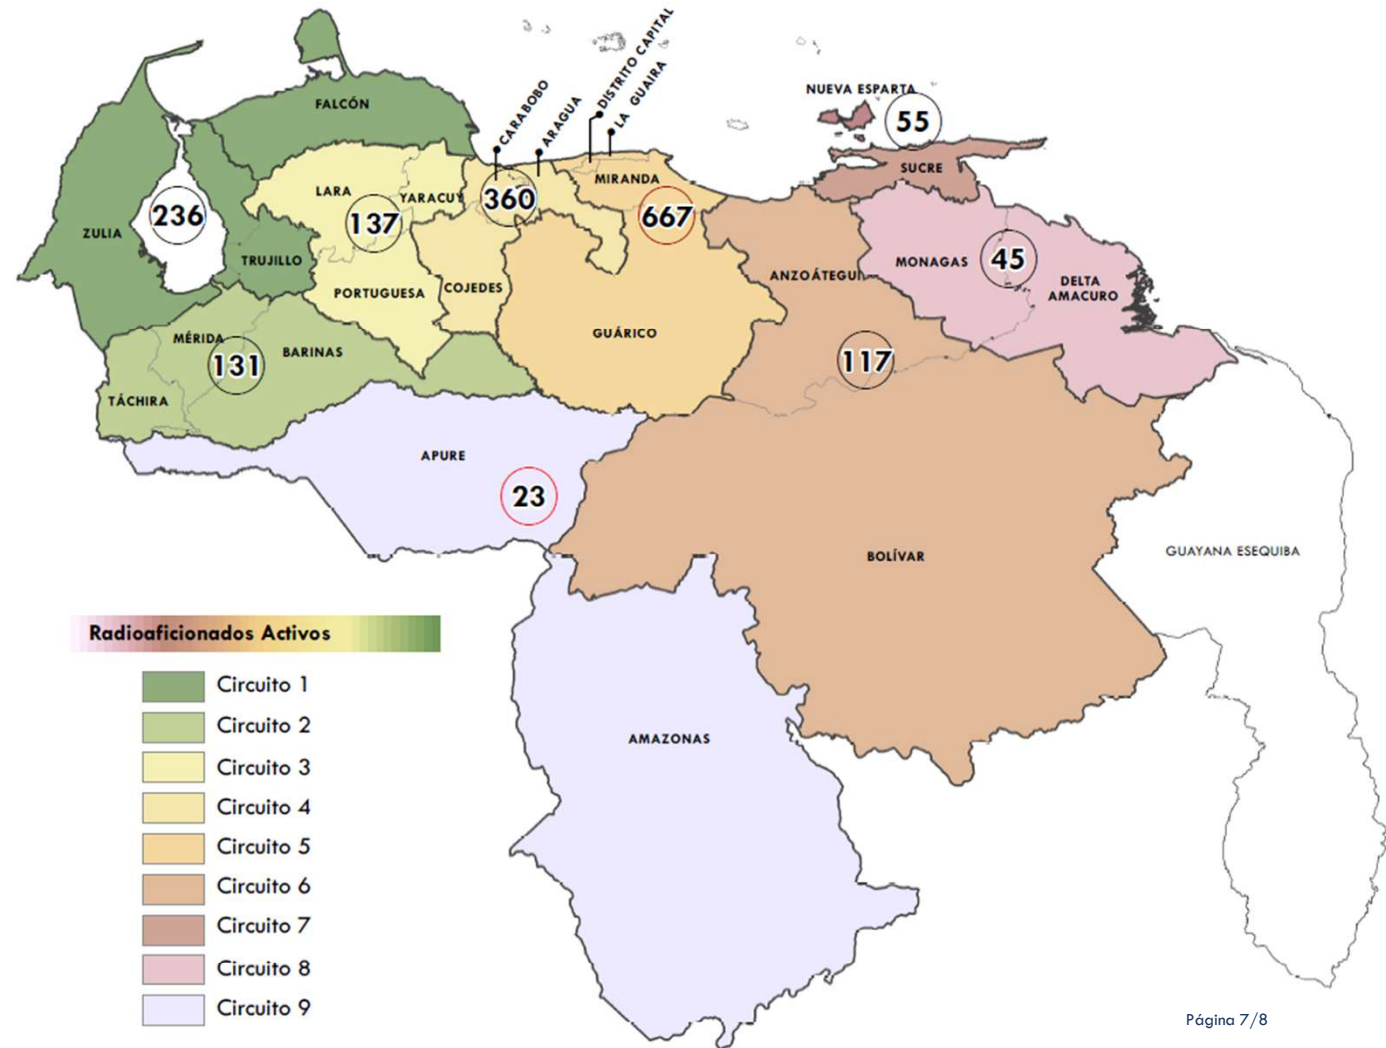 DISTRITO CAPITAL
LA GUAIRA
CARABOBO
ARAGUA
NUEVA ESPARTA
55
FALCÓN
SUCRE
LARA
YARACUY
360
MIRANDA
667
236
137
ZULIA
TRUJILLO
PORTUGUESA
COJEDES
ANZOÁTEGUI
MONAGAS
45
DELTA
AMACURO
GUÁRICO
MÉRIDA
131
BARINAS
117
TÁCHIRA
APURE
23
BOLÍVAR
GUAYANA ESEQUIBA
AMAZONAS
Radioaficionados Activos
Circuito 1
Circuito 2
Circuito 3
Circuito 4
Circuito 5
Circuito 6
Circuito 7
Circuito 8
Circuito 9
Página 7/8